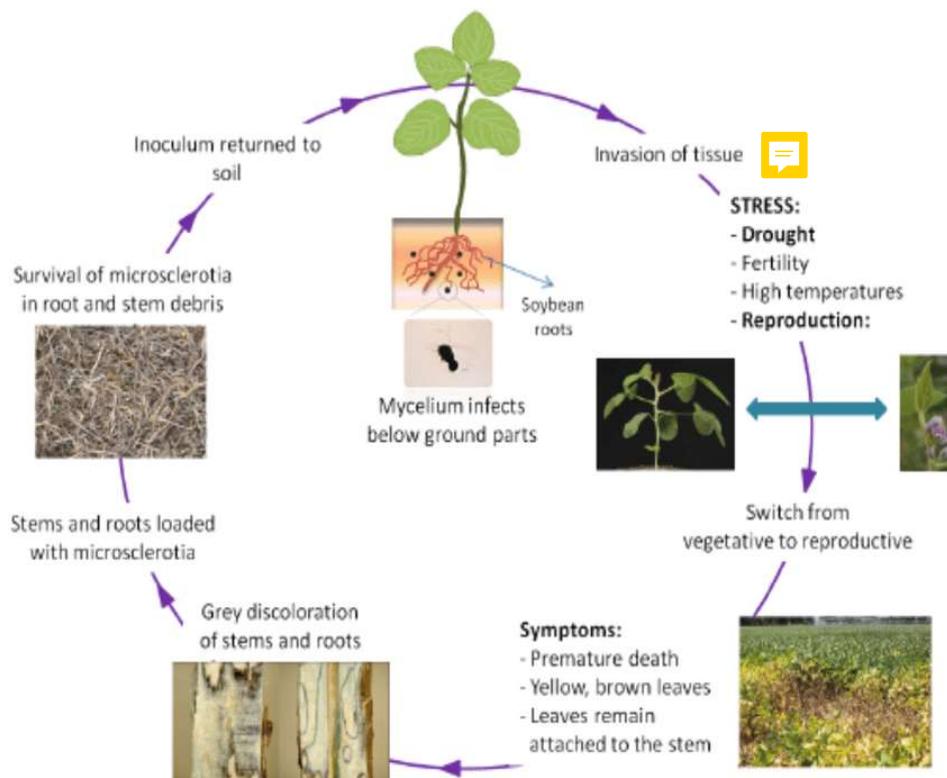 Inoculum returned to
soil
Invasion of tissue
STRESS:
- Drought
- Fertility
- High temperatures
- Reproduction:
Survival of microsclerotia
in root and stem debris
Soybean
roots
Mycelium infects
below ground parts
Switch from
vegetative to reproductive
Stems and roots loaded
with microsclerotia
Grey discoloration
of stems and roots
Symptoms:
- Premature death
- Yellow, brown leaves
- Leaves remain
attached to the stem